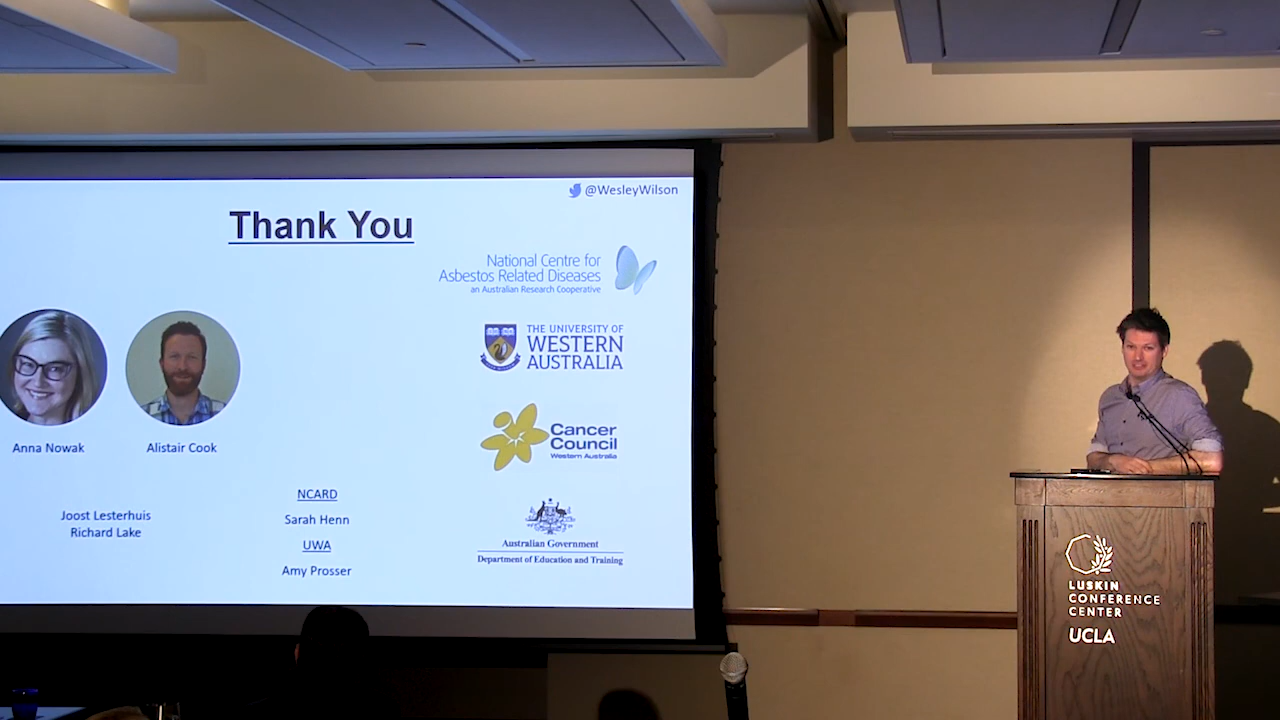 @WesleyWilson
Thank You
National Centre for
Asbestos Related Diseases
an Australian Research Cooperative
THE UNIVERSITY OF
WESTERN
AUSTRALIA
Anna Nowak
Alistair Cook
Cancer
Council
Western Australia
NCARD
Joost Lesterhuis
Richard Lake
Sarah Henn
UWA
Amy Prosser
Australian Government
Department of Education and Training
LUSKIN
CONFERENCE
CENTER
UCLA